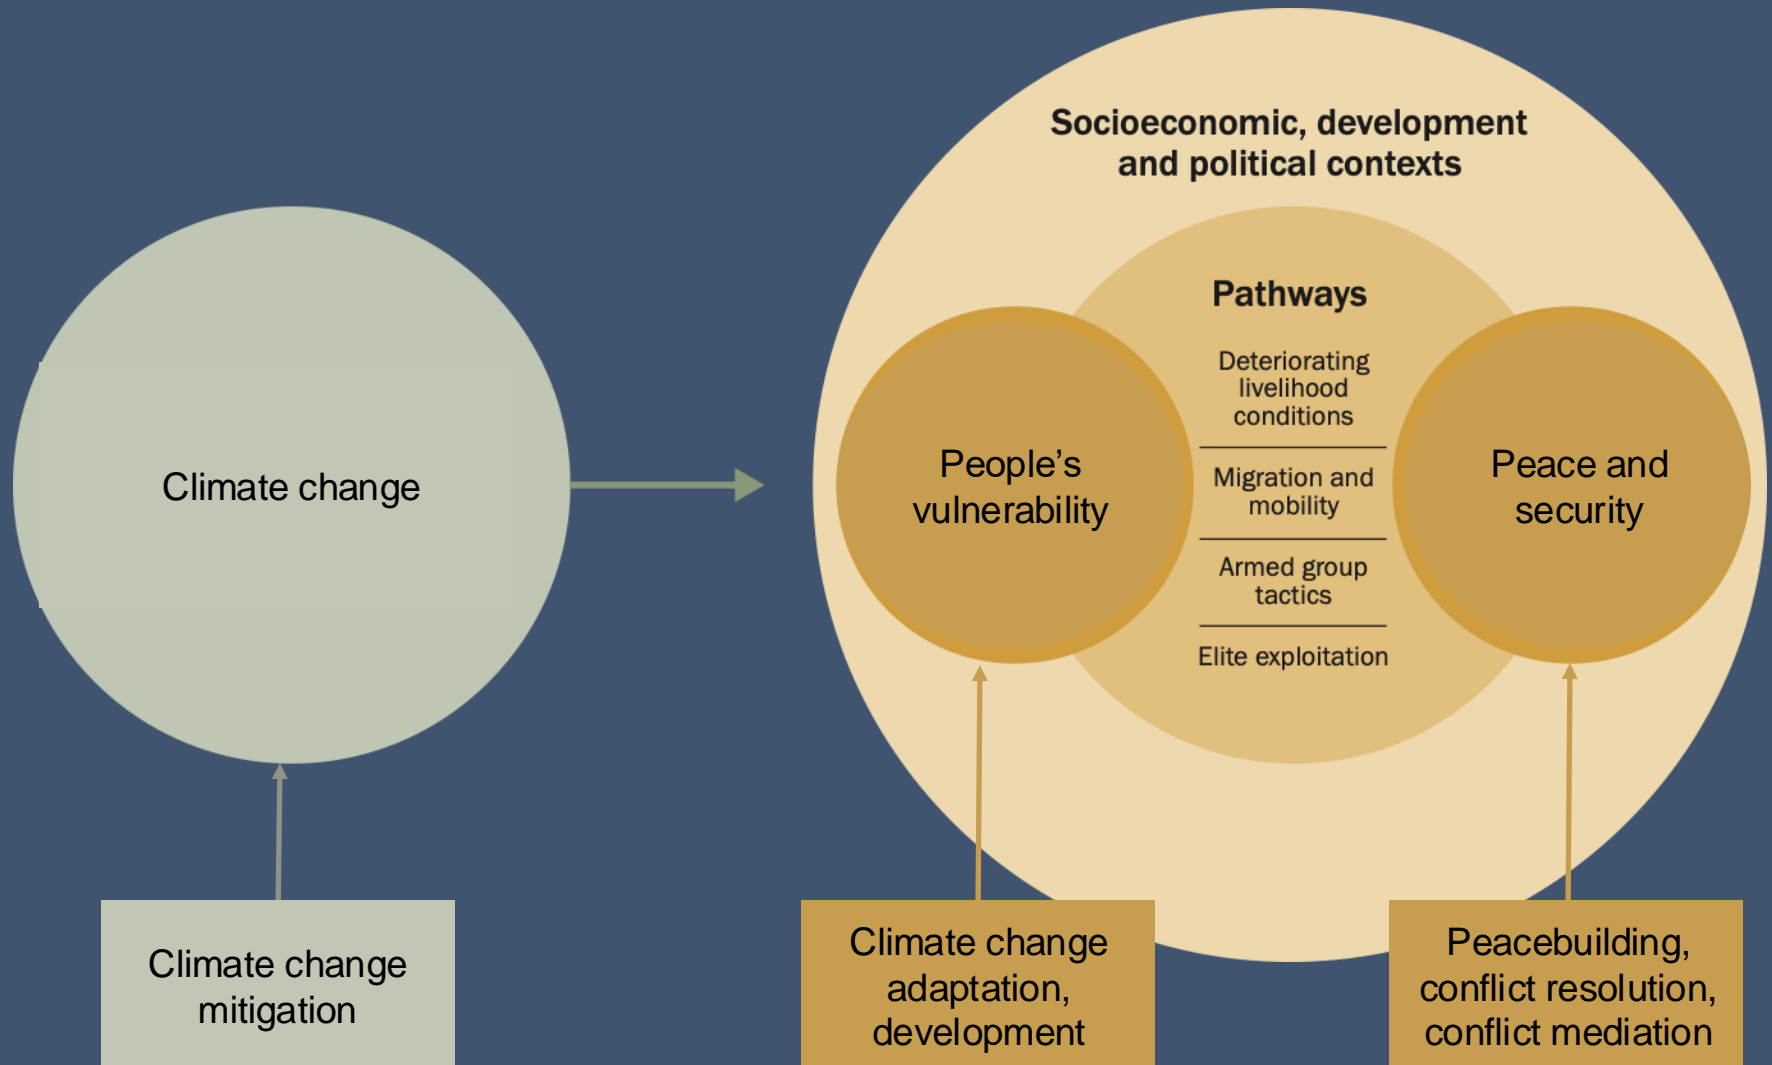 Socioeconomic, development
and political contexts
Pathways
Deteriorating
livelihood
conditions
Migration and
mobility
Armed group
tactics
Elite exploitation
Climate change
People's
vulnerability
Peace and
security
Climate change
mitigation
Climate change
adaptation,
development
Peacebuilding,
conflict resolution,
conflict mediation